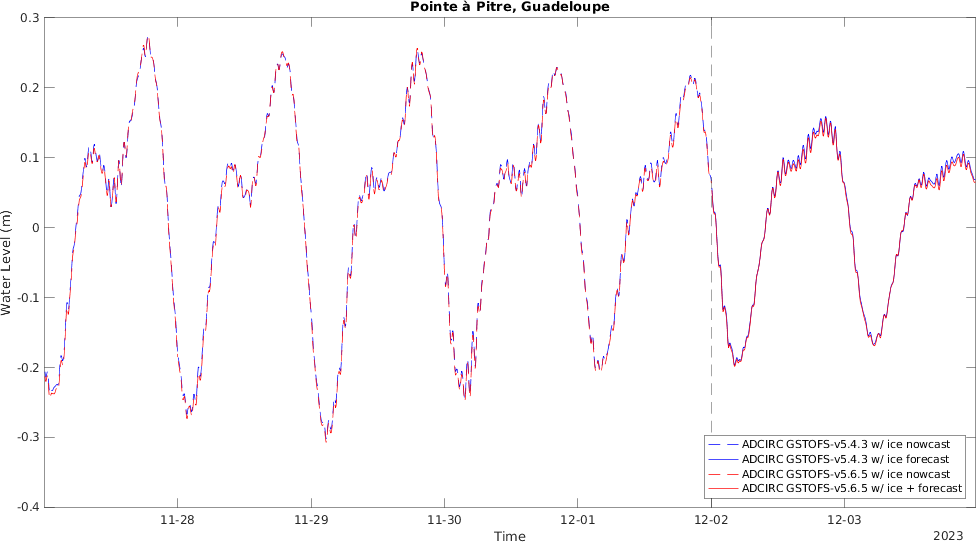 Pointe à Pitre, Guadeloupe
0.3
0.2
0.1
0
-0.1
-0.2
-0.3
-0.4
Water Level (m)
ADCIRC GSTOFS-v5.4.3 w/ ice nowcast
ADCIRC GSTOFS-v5.4.3 w/ ice forecast
ADCIRC GSTOFS-v5.6.5 w/ ice nowcast
ADCIRC GSTOFS-v5.6.5 w/ ice + forecast
11-28
11-29
11-30
12-01
12-02
12-03
Time
2023